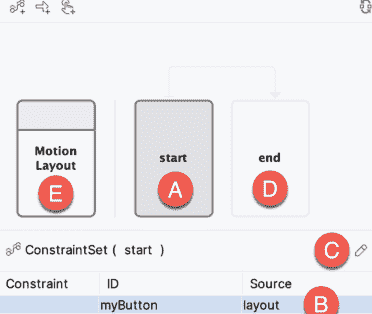 Motion
Layout
start
end
E
A
D
ConstraintSet ( start )
C
Constraint ID Source
myButton layout
B